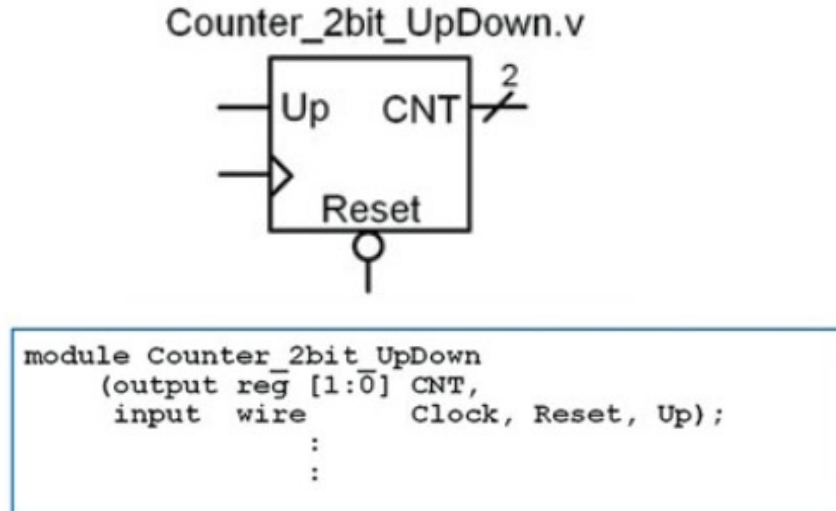 Counter_2bit_UpDown.v
2
Up CNT
Reset
module Counter_2bit_UpDown
(output reg [1:0] CNT,
input wire Clock, Reset, Up);
:
: